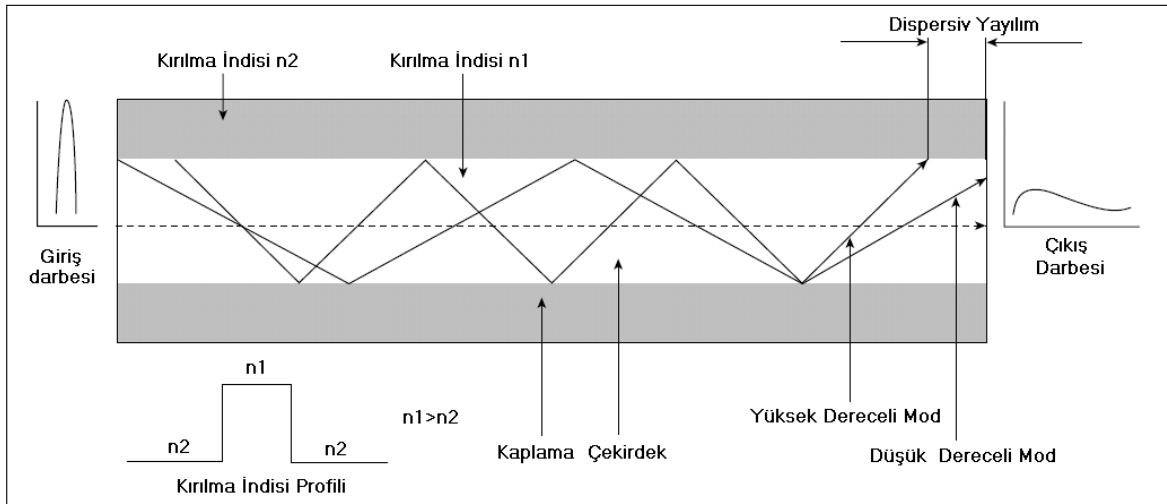 Dispersiv Yayılım
Kırılma İndisi n2
Kırılma İndisi n1
Giriş
darbesi
Çıkış
Darbesi
n1
n1>n2
n2
n2
Kırılma İndisi Profili
Kaplama
Çekirdek
Yüksek Dereceli Mod
Düşük Dereceli Mod